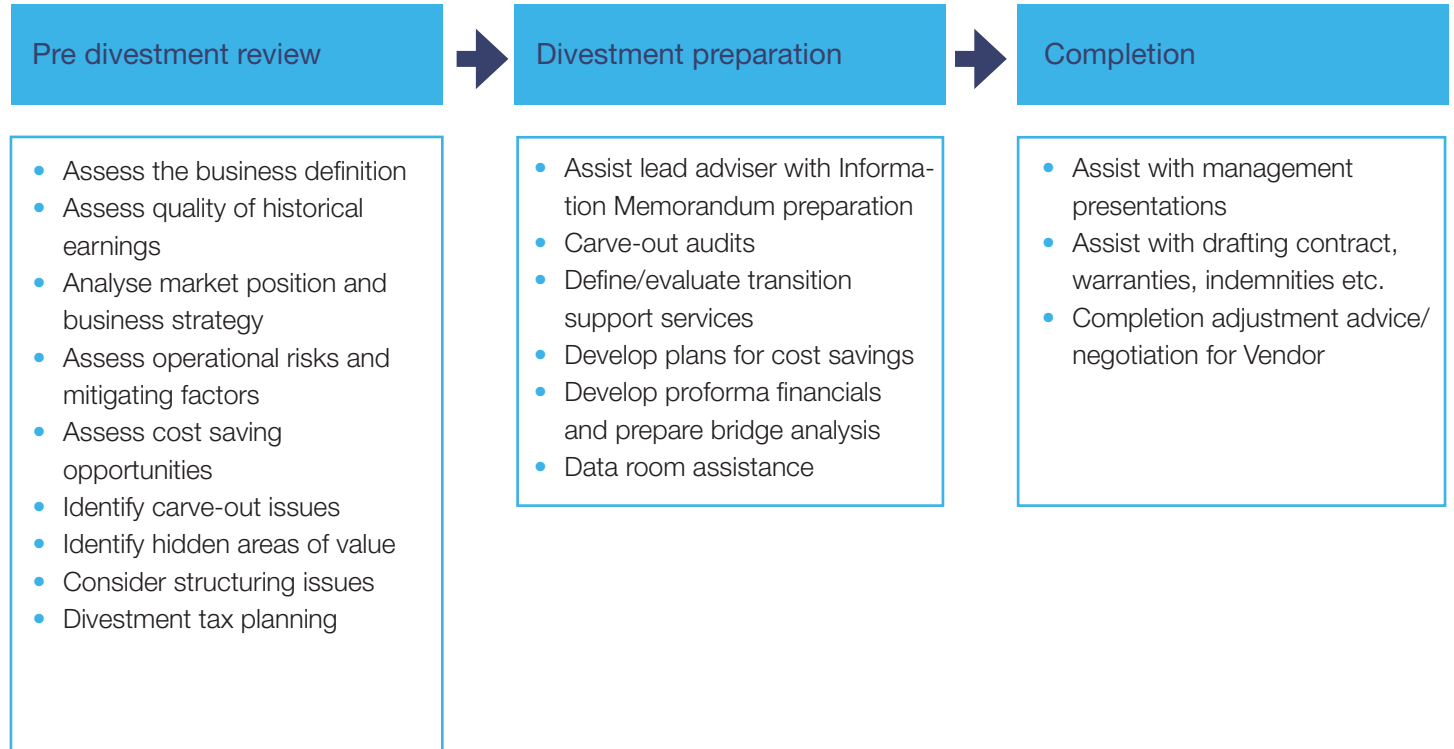 Pre divestment review
Divestment preparation
Completion
• Assess the business definition
• Assess quality of historical
earnings
• Analyse market position and
business strategy
• Assess operational risks and
mitigating factors
• Assess cost saving
opportunities
• Identify carve-out issues
• Identify hidden areas of value
• Consider structuring issues
• Divestment tax planning
• Assist lead adviser with Informa-
tion Memorandum preparation
• Carve-out audits
• Define/evaluate transition
support services
• Develop plans for cost savings
• Develop proforma financials
and prepare bridge analysis
• Data room assistance
• Assist with management
presentations
• Assist with drafting contract,
warranties, indemnities etc.
• Completion adjustment advice/
negotiation for Vendor